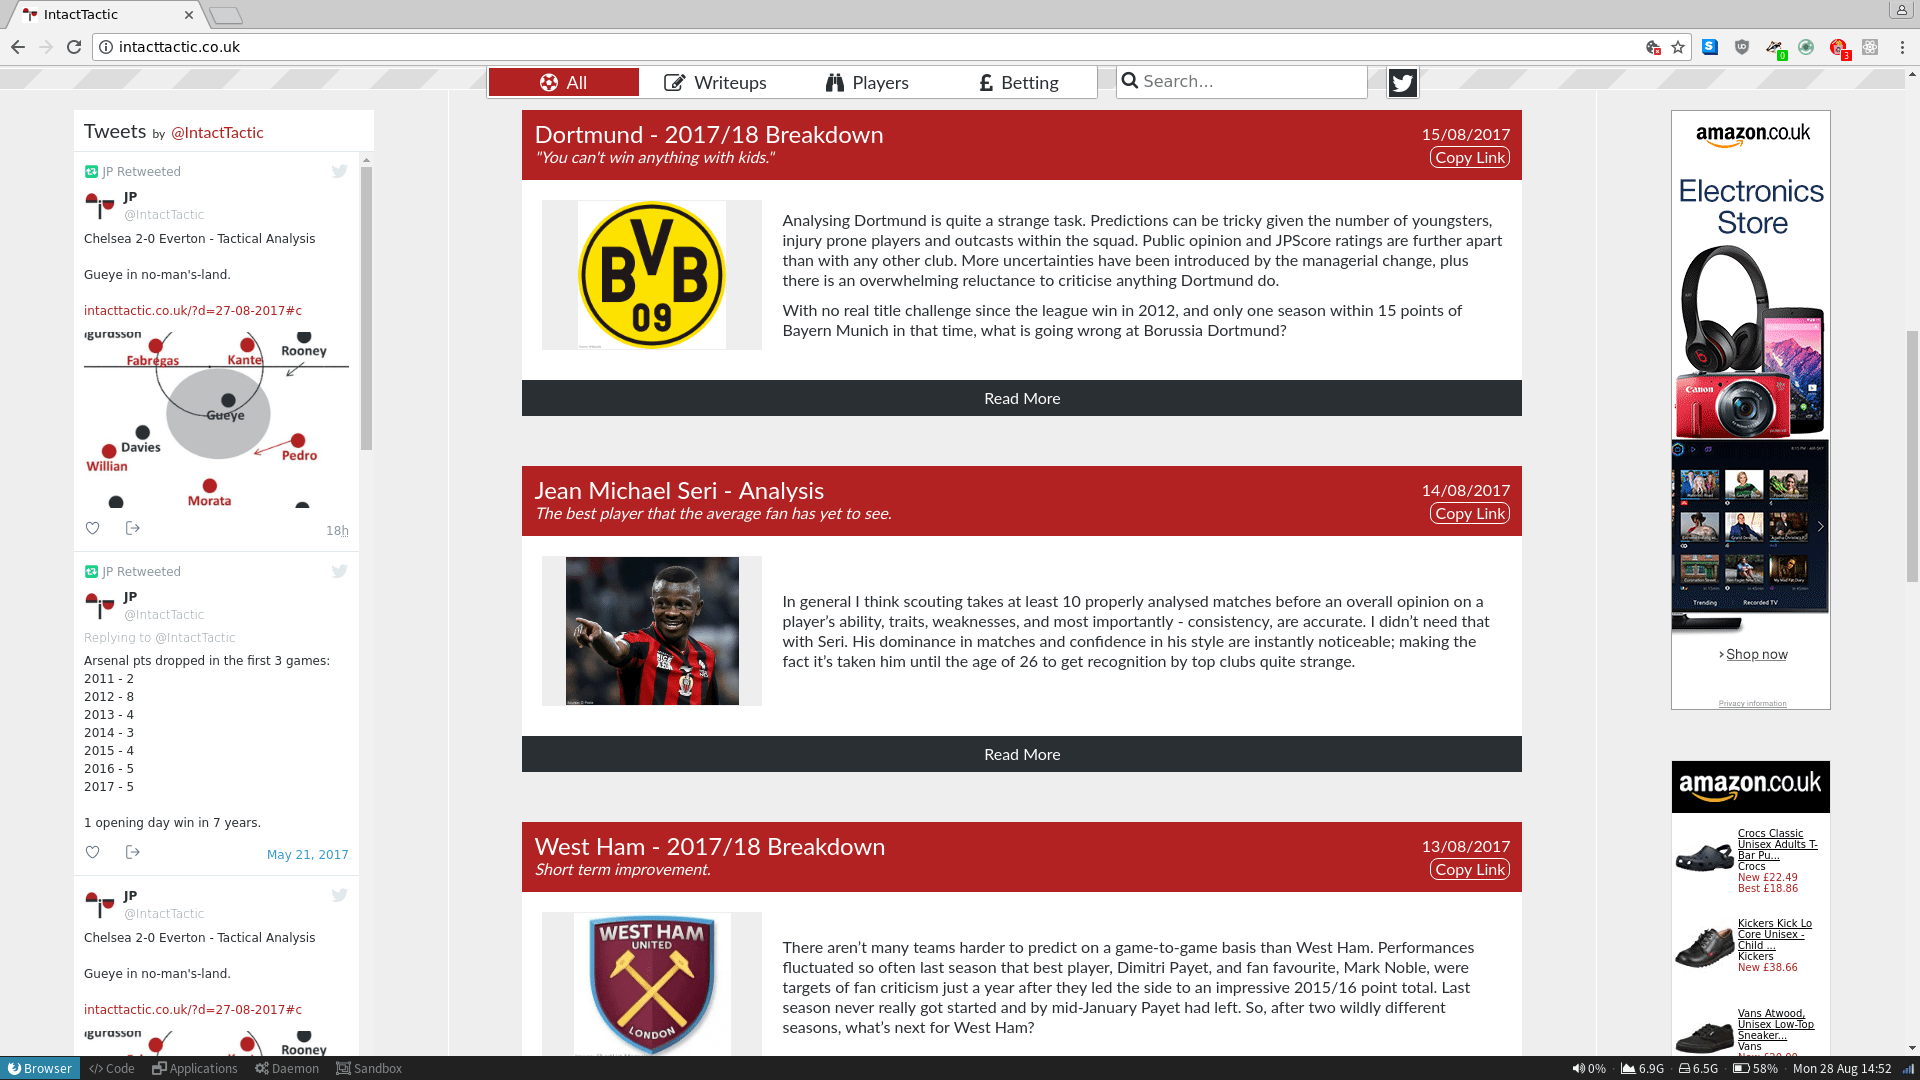 IntactTactic
intacttactic.co.uk
All
Writeups
Players
Betting
Search...
Tweets by @IntactTactic
JP Retweeted
JP
@IntactTactic
Chelsea 2-0 Everton - Tactical Analysis
Gueye in no-man's-land.
intacttactic.co.uk/?d=27-08-2017#c
Fabregas
Kante
Rooney
Gueye
Davies
Willian
Pedro
Morata
18h
JP Retweeted
JP
@IntactTactic
Replying to @IntactTactic
Arsenal pts dropped in the first 3 games:
2011 - 2
2012 - 8
2013 - 4
2014 - 3
2015 - 4
2016 - 5
2017 - 5
1 opening day win in 7 years.
May 21, 2017
JP
@IntactTactic
Chelsea 2-0 Everton - Tactical Analysis
Gueye in no-man's-land.
intacttactic.co.uk/?d=27-08-2017#c
Rooney
Dortmund - 2017/18 Breakdown
"You can't win anything with kids."
15/08/2017
Copy Link
BVB
09
Analysing Dortmund is quite a strange task. Predictions can be tricky given the number of youngsters,
injury prone players and outcasts within the squad. Public opinion and JPScore ratings are further apart
than with any other club. More uncertainties have been introduced by the managerial change, plus
there is an overwhelming reluctance to criticise anything Dortmund do.
With no real title challenge since the league win in 2012, and only one season within 15 points of
Bayern Munich in that time, what is going wrong at Borussia Dortmund?
Read More
Jean Michael Seri - Analysis
The best player that the average fan has yet to see.
14/08/2017
Copy Link
In general I think scouting takes at least 10 properly analysed matches before an overall opinion on a
player’s ability, traits, weaknesses, and most importantly - consistency, are accurate. I didn’t need that
with Seri. His dominance in matches and confidence in his style are instantly noticeable; making the
fact it’s taken him until the age of 26 to get recognition by top clubs quite strange.
Read More
West Ham - 2017/18 Breakdown
Short term improvement.
13/08/2017
Copy Link
WEST HAM
UNITED
LONDON
There aren’t many teams harder to predict on a game-to-game basis than West Ham. Performances
fluctuated so often last season that best player, Dimitri Payet, and fan favourite, Mark Noble, were
targets of fan criticism just a year after they led the side to an impressive 2015/16 point total. Last
season never really got started and by mid-January Payet had left. So, after two wildly different
seasons, what’s next for West Ham?
amazon.co.uk
Electronics
Store
Canon
Trending
Recorded TV
Shop now
Privacy information
amazon.co.uk
Crocs Classic
Unisex Adults T-
Bar Pu...
Crocs
New £22.49
Best £18.86
Kickers Kick Lo
Core Unisex -
Child ...
Kickers
New £38.66
Vans Atwood,
Unisex Low-Top
Sneaker...
Vans
Browser
Code
Applications
Daemon
Sandbox
0%
6.9G
6.5G
58%
Mon 28 Aug 14:52